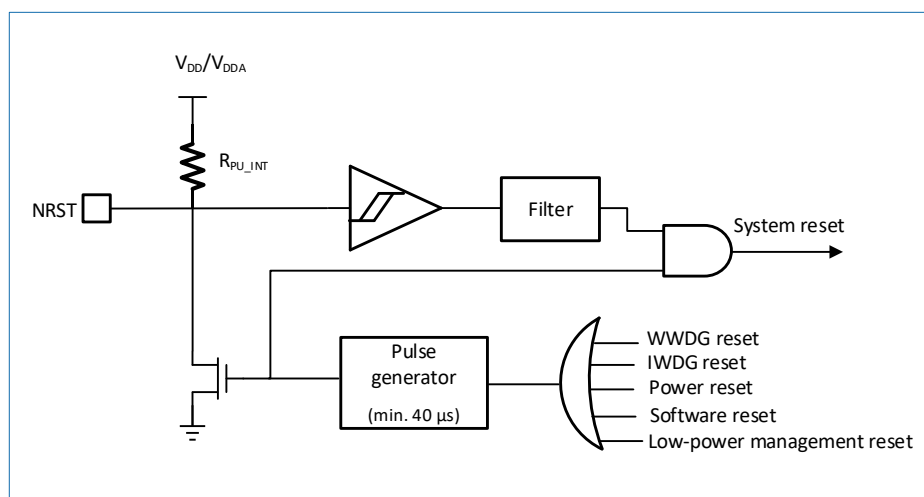 VDD/VDDA
RPU_INT
NRST
Filter
System reset
Pulse
generator
(min. 40 µs)
WWDG reset
IWDG reset
Power reset
Software reset
Low-power management reset